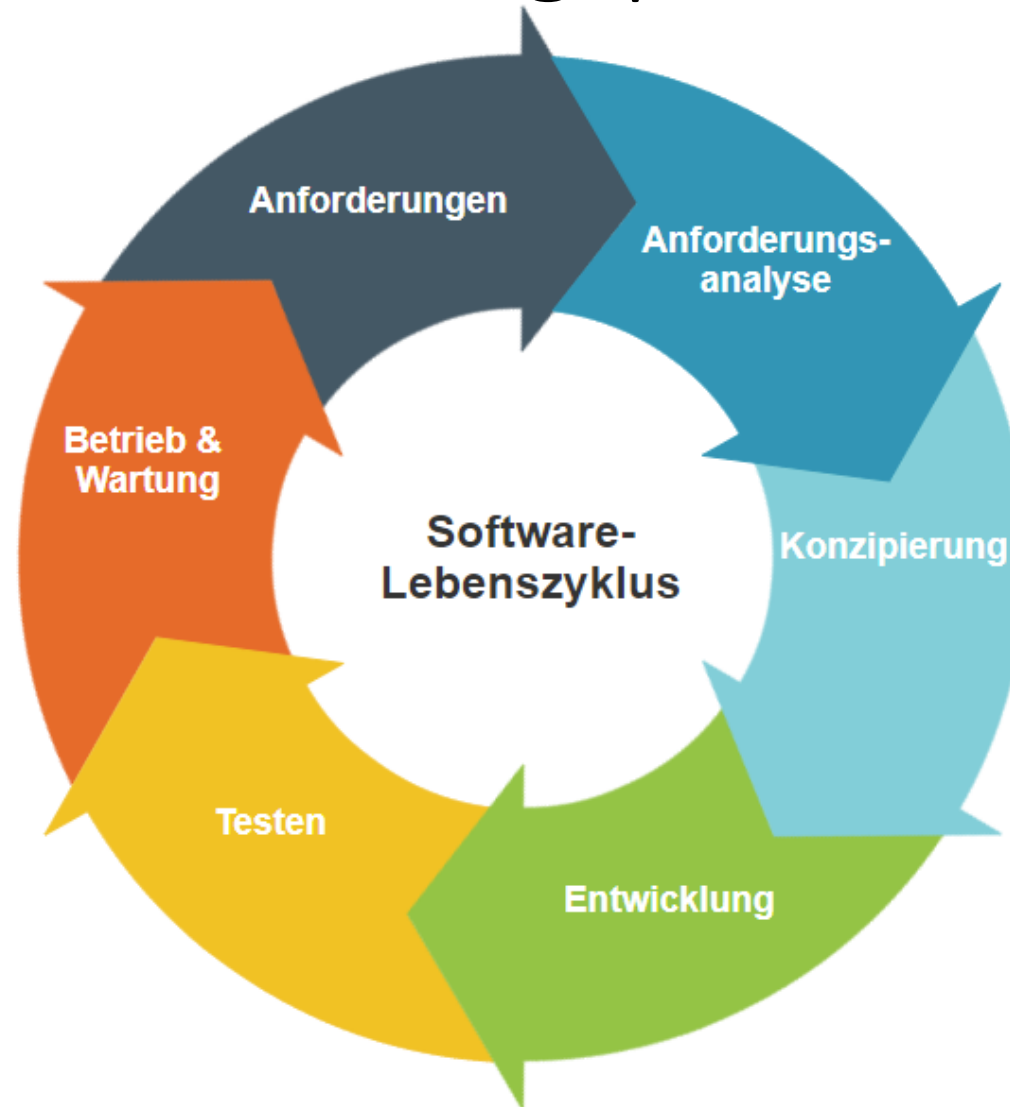 Anforderungen
Anforderungs-
analyse
Konzipierung
Entwicklung
Testen
Betrieb &
Wartung
Software-
Lebenszyklus